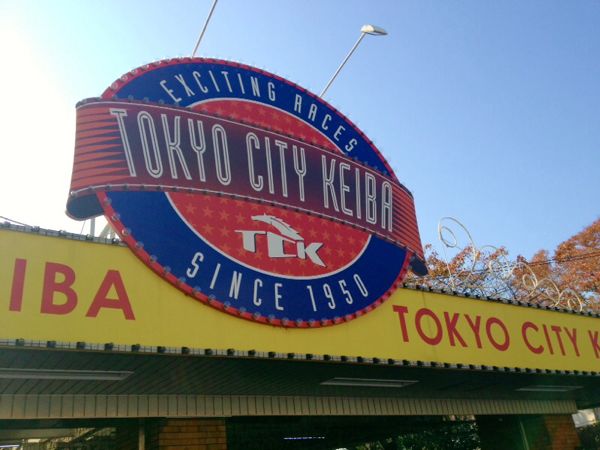 EXCITING RACES
TOKYO CITY KEIBA
TCK
SINCE 1950
IBA
TOKYO CITY K